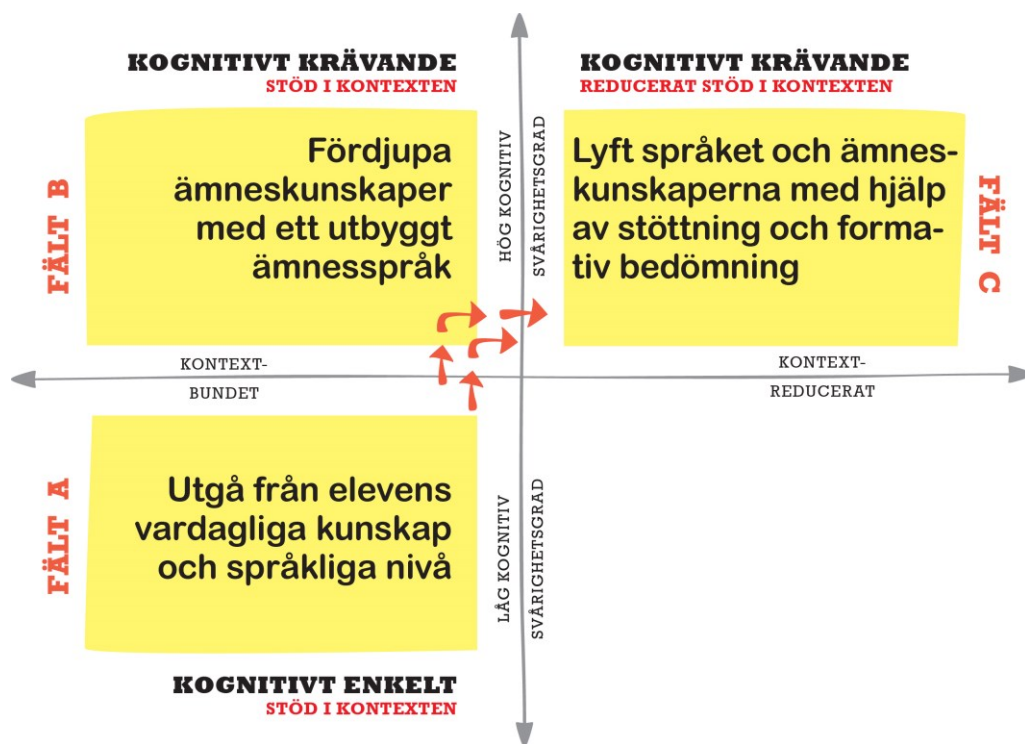 KOGNITIVT KRÄVANDE
STÖD I KONTEXTEN
FÄLT B
Fördjupa
ämneskunskaper
med ett utbyggt
ämnesspråk
HÖG KOGNITIV
SVÅRIGHETSGRAD
KOGNITIVT KRÄVANDE
REDUCERAT STÖD I KONTEXTEN
Lyft språket och ämnes-
kunskaperna med hjälp
av stöttning och forma-
tiv bedömning
FÄLT C
KONTEXT-
BUNDET
KONTEXT-
REDUCERAT
FÄLT A
Utgå från elevens
vardagliga kunskap
och språkliga nivå
LÅG KOGNITIV
SVÅRIGHETSGRAD
KOGNITIVT ENKELT
STÖD I KONTEXTEN